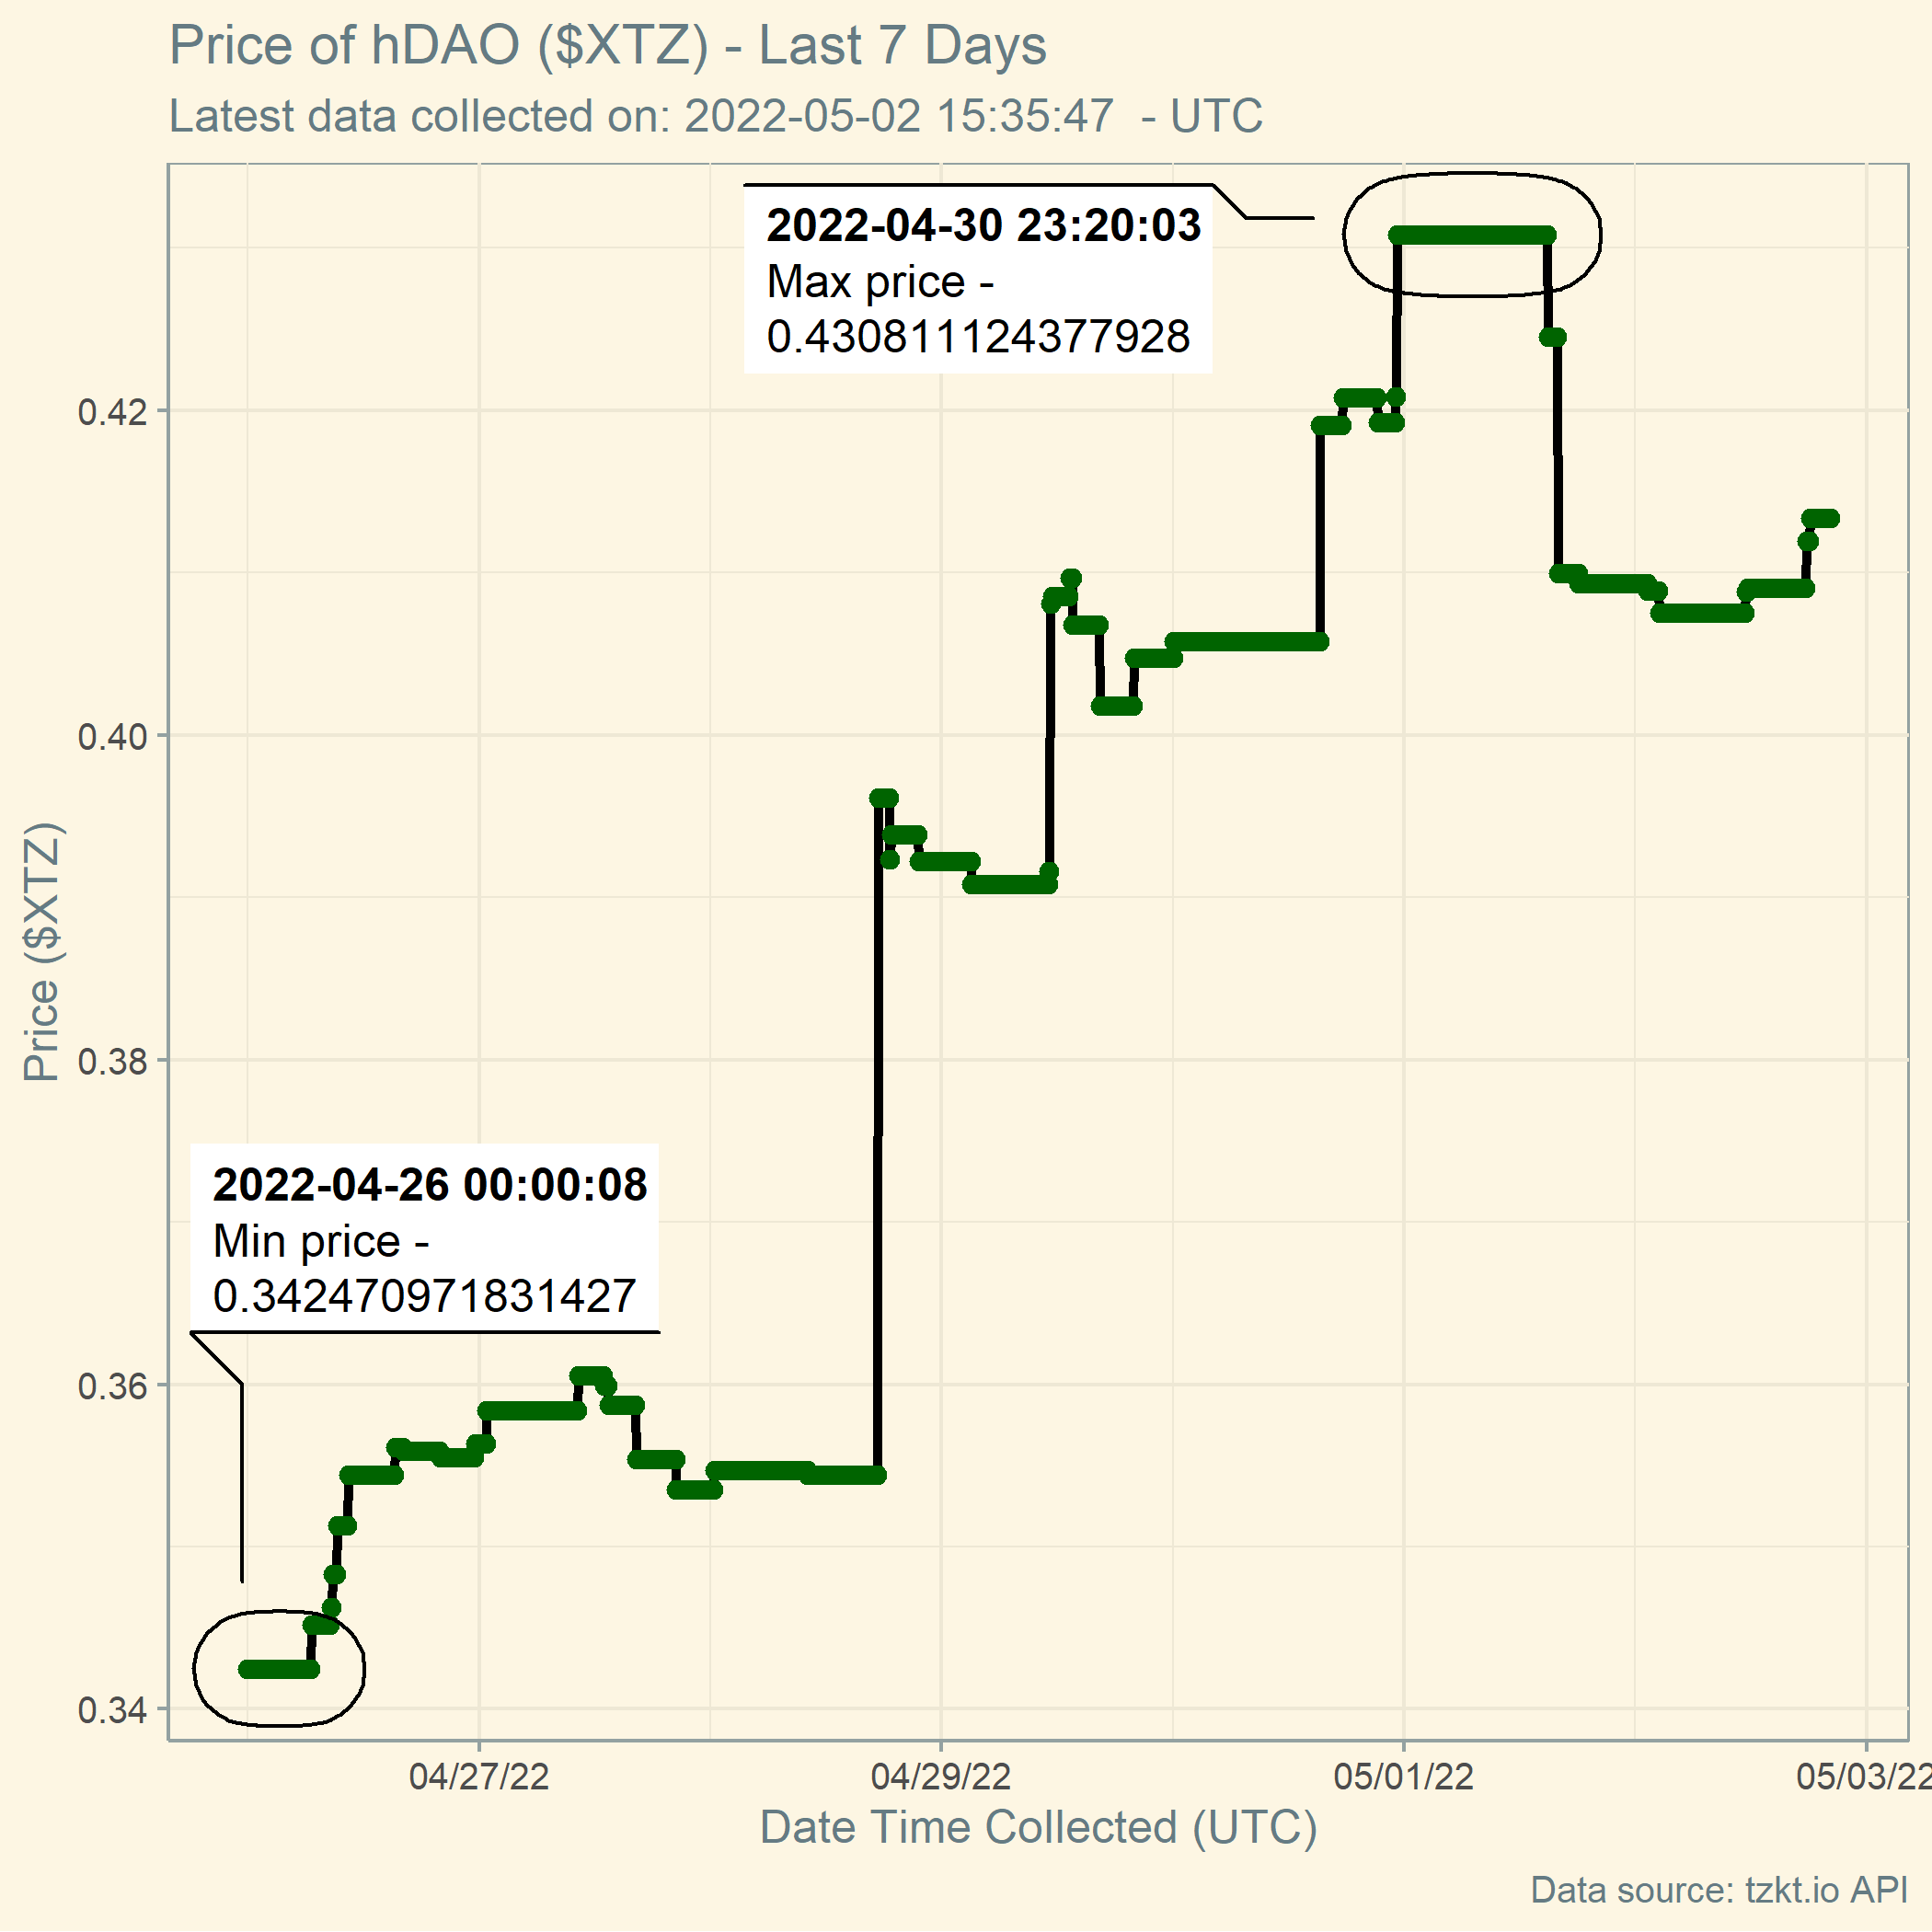 Price of hDAO ($XTZ) - Last 7 Days
Latest data collected on: 2022-05-02 15:35:47  - UTC
2022-04-30 23:20:03
Max price -
0.430811124377928
0.42
0.40
0.38
0.36
0.34
Price ($XTZ)
2022-04-26 00:00:08
Min price -
0.342470971831427
04/27/22
04/29/22
05/01/22
05/03/22
Date Time Collected (UTC)
Data source: tzkt.io API